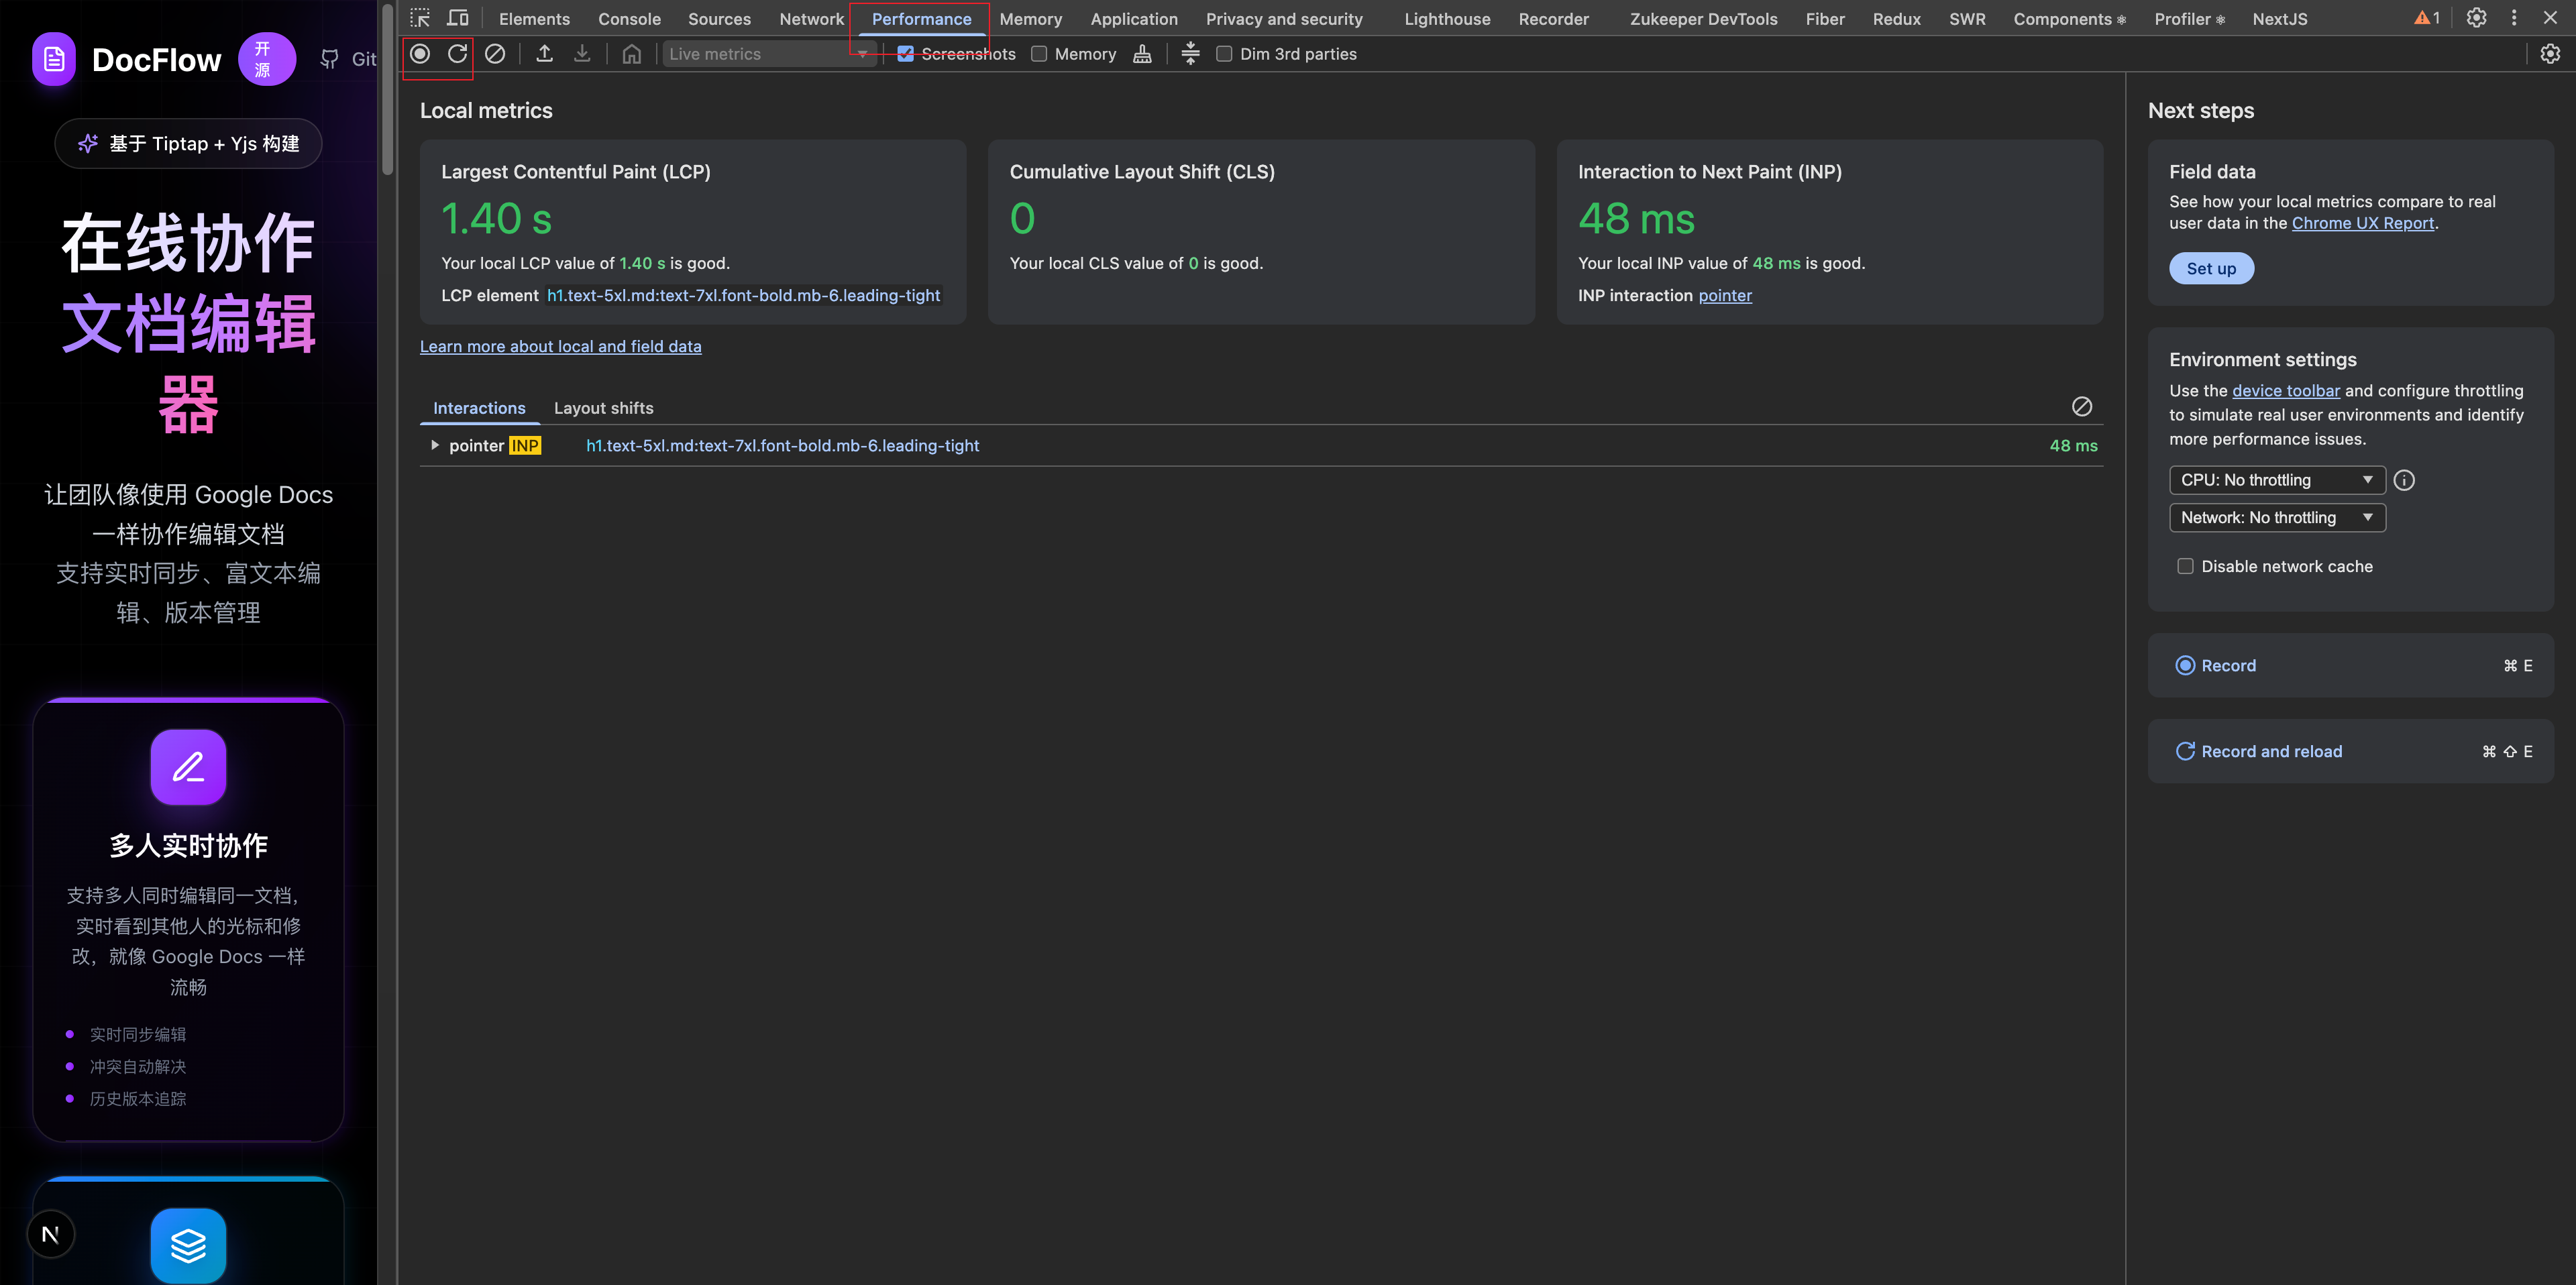 DocFlow
开
源
Git
基于 Tiptap + Yjs 构建
在线协作
文档编辑
器
让团队像使用 Google Docs
一样协作编辑文档
支持实时同步、富文本编
辑、版本管理
多人实时协作
支持多人同时编辑同一文档，
实时看到其他人的光标和修
改，就像 Google Docs 一样
流畅
实时同步编辑
冲突自动解决
历史版本追踪
N
Elements Console Sources Network Performance Memory Application Privacy and security Lighthouse Recorder Zukeeper DevTools Fiber Redux SWR Components ⚛ Profiler ⚛ NextJS 1
Live metrics Screenshots Memory Dim 3rd parties
Local metrics
Largest Contentful Paint (LCP)
1.40 s
Your local LCP value of 1.40 s is good.
LCP element h1.text-5xl.md:text-7xl.font-bold.mb-6.leading-tight
Cumulative Layout Shift (CLS)
0
Your local CLS value of 0 is good.
Interaction to Next Paint (INP)
48 ms
Your local INP value of 48 ms is good.
INP interaction pointer
Learn more about local and field data
Interactions Layout shifts
pointer INP h1.text-5xl.md:text-7xl.font-bold.mb-6.leading-tight 48 ms
Next steps
Field data
See how your local metrics compare to real
user data in the Chrome UX Report.
Set up
Environment settings
Use the device toolbar and configure throttling
to simulate real user environments and identify
more performance issues.
CPU: No throttling
Network: No throttling
Disable network cache
Record ⌘ E
Record and reload ⌘ ⇧ E